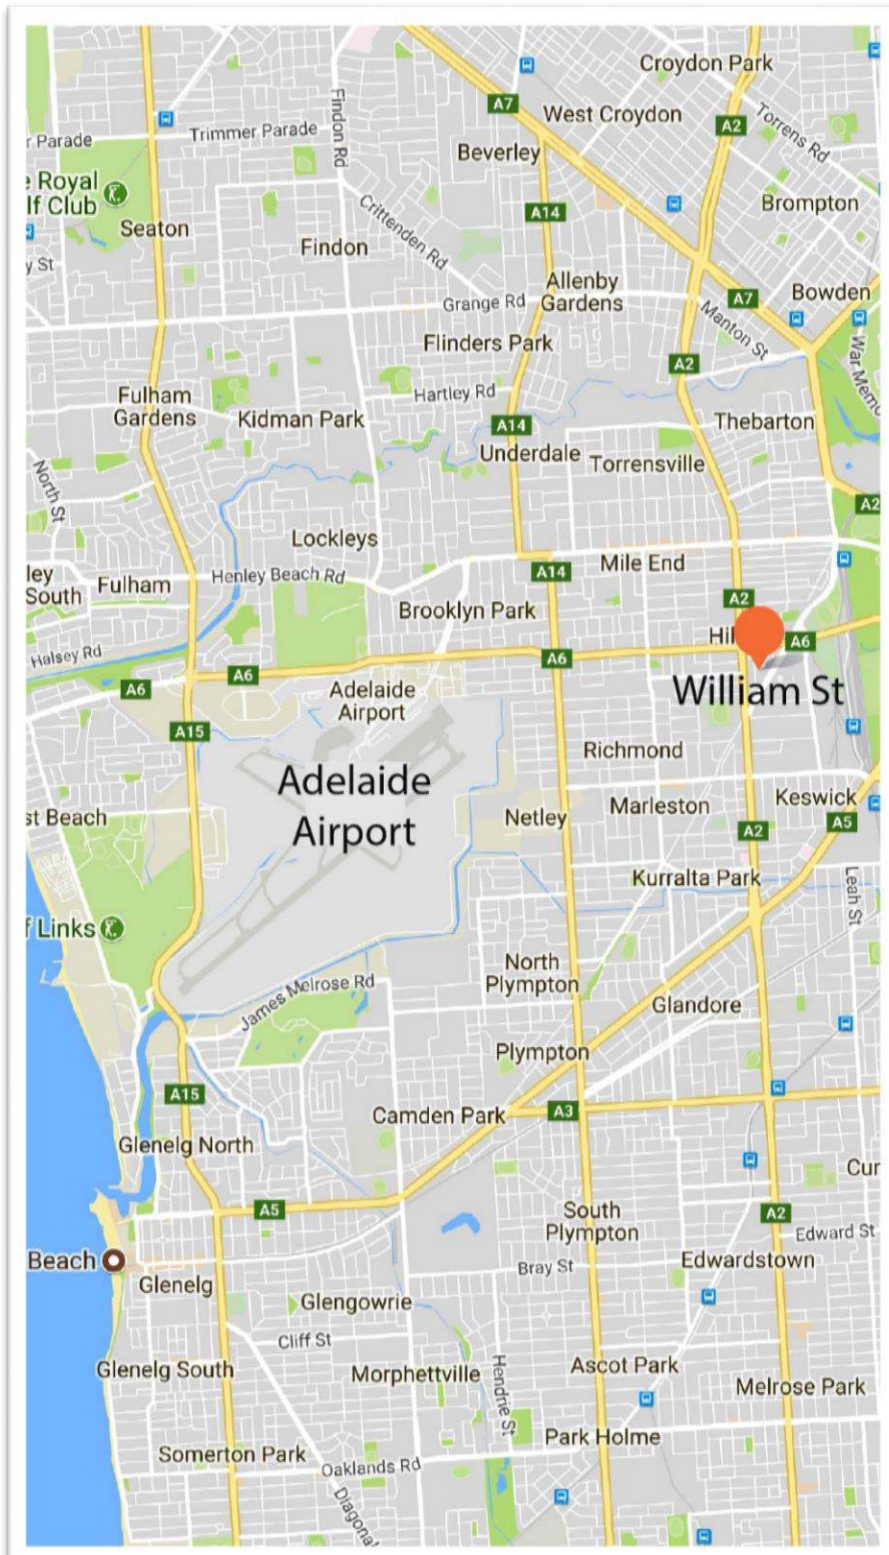 Croydon Park
A7
West Croydon
A2
Torrens Rd
r Parade
Trimmer Parade
Findon Rd
Beverley
e Royal
lf Club
Crittenden Rd
A14
Brompton
Seaton
Findon
y St
Allenby
Gardens
Grange Rd
A7
Bowden
Manton St
War Memo
Flinders Park
A2
Fulham
Gardens
Hartley Rd
Kidman Park
A14
Thebarton
Underdale
Torrensville
North St
A2
Lockleys
ley
South
Fulham
Henley Beach Rd
A14
Mile End
Brooklyn Park
A2
Hil
A6
Halsey Rd
A6
A6
A6
Adelaide
Airport
William St
A15
Richmond
Adelaide
Airport
Keswick
Marleston
st Beach
Netley
A2
A5
Kurralta Park
Leah St
f Links
North
Plympton
James Melrose Rd
Glandore
Plympton
A15
Camden Park
A3
Glenelg North
Cur
A5
South
Plympton
A2
Edward St
Beach
Bray St
Edwardstown
Glenelg
Glengowrie
Cliff St
Glenelg South
Morphettville
Hendrie St
Ascot Park
Melrose Park
Somerton Park
Park Holme
Oaklands Rd
Diagonal